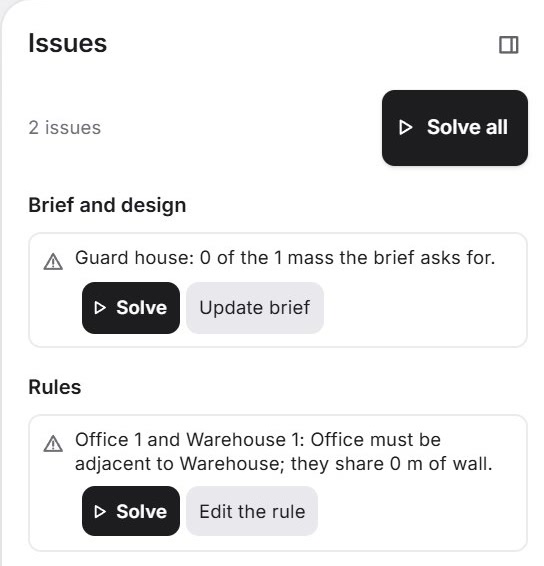 Issues
2 issues
Solve all
Brief and design
Guard house: 0 of the 1 mass the brief asks for.
Solve
Update brief
Rules
Office 1 and Warehouse 1: Office must be
adjacent to Warehouse; they share 0 m of wall.
Solve
Edit the rule